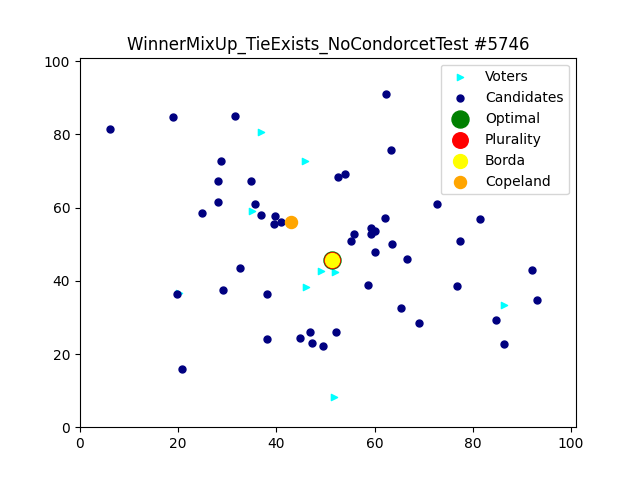 WinnerMixUp_TieExists_NoCondorcetTest #5746
100
80
60
40
20
0
0 20 40 60 80 100
Voters
Candidates
Optimal
Plurality
Borda
Copeland